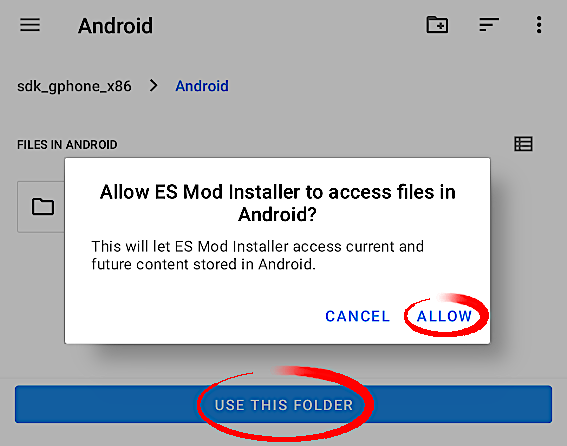 Android
sdk_gphone_x86 > Android
FILES IN ANDROID
Allow ES Mod Installer to access files in
Android?
This will let ES Mod Installer access current and
future content stored in Android.
CANCEL ALLOW
USE THIS FOLDER